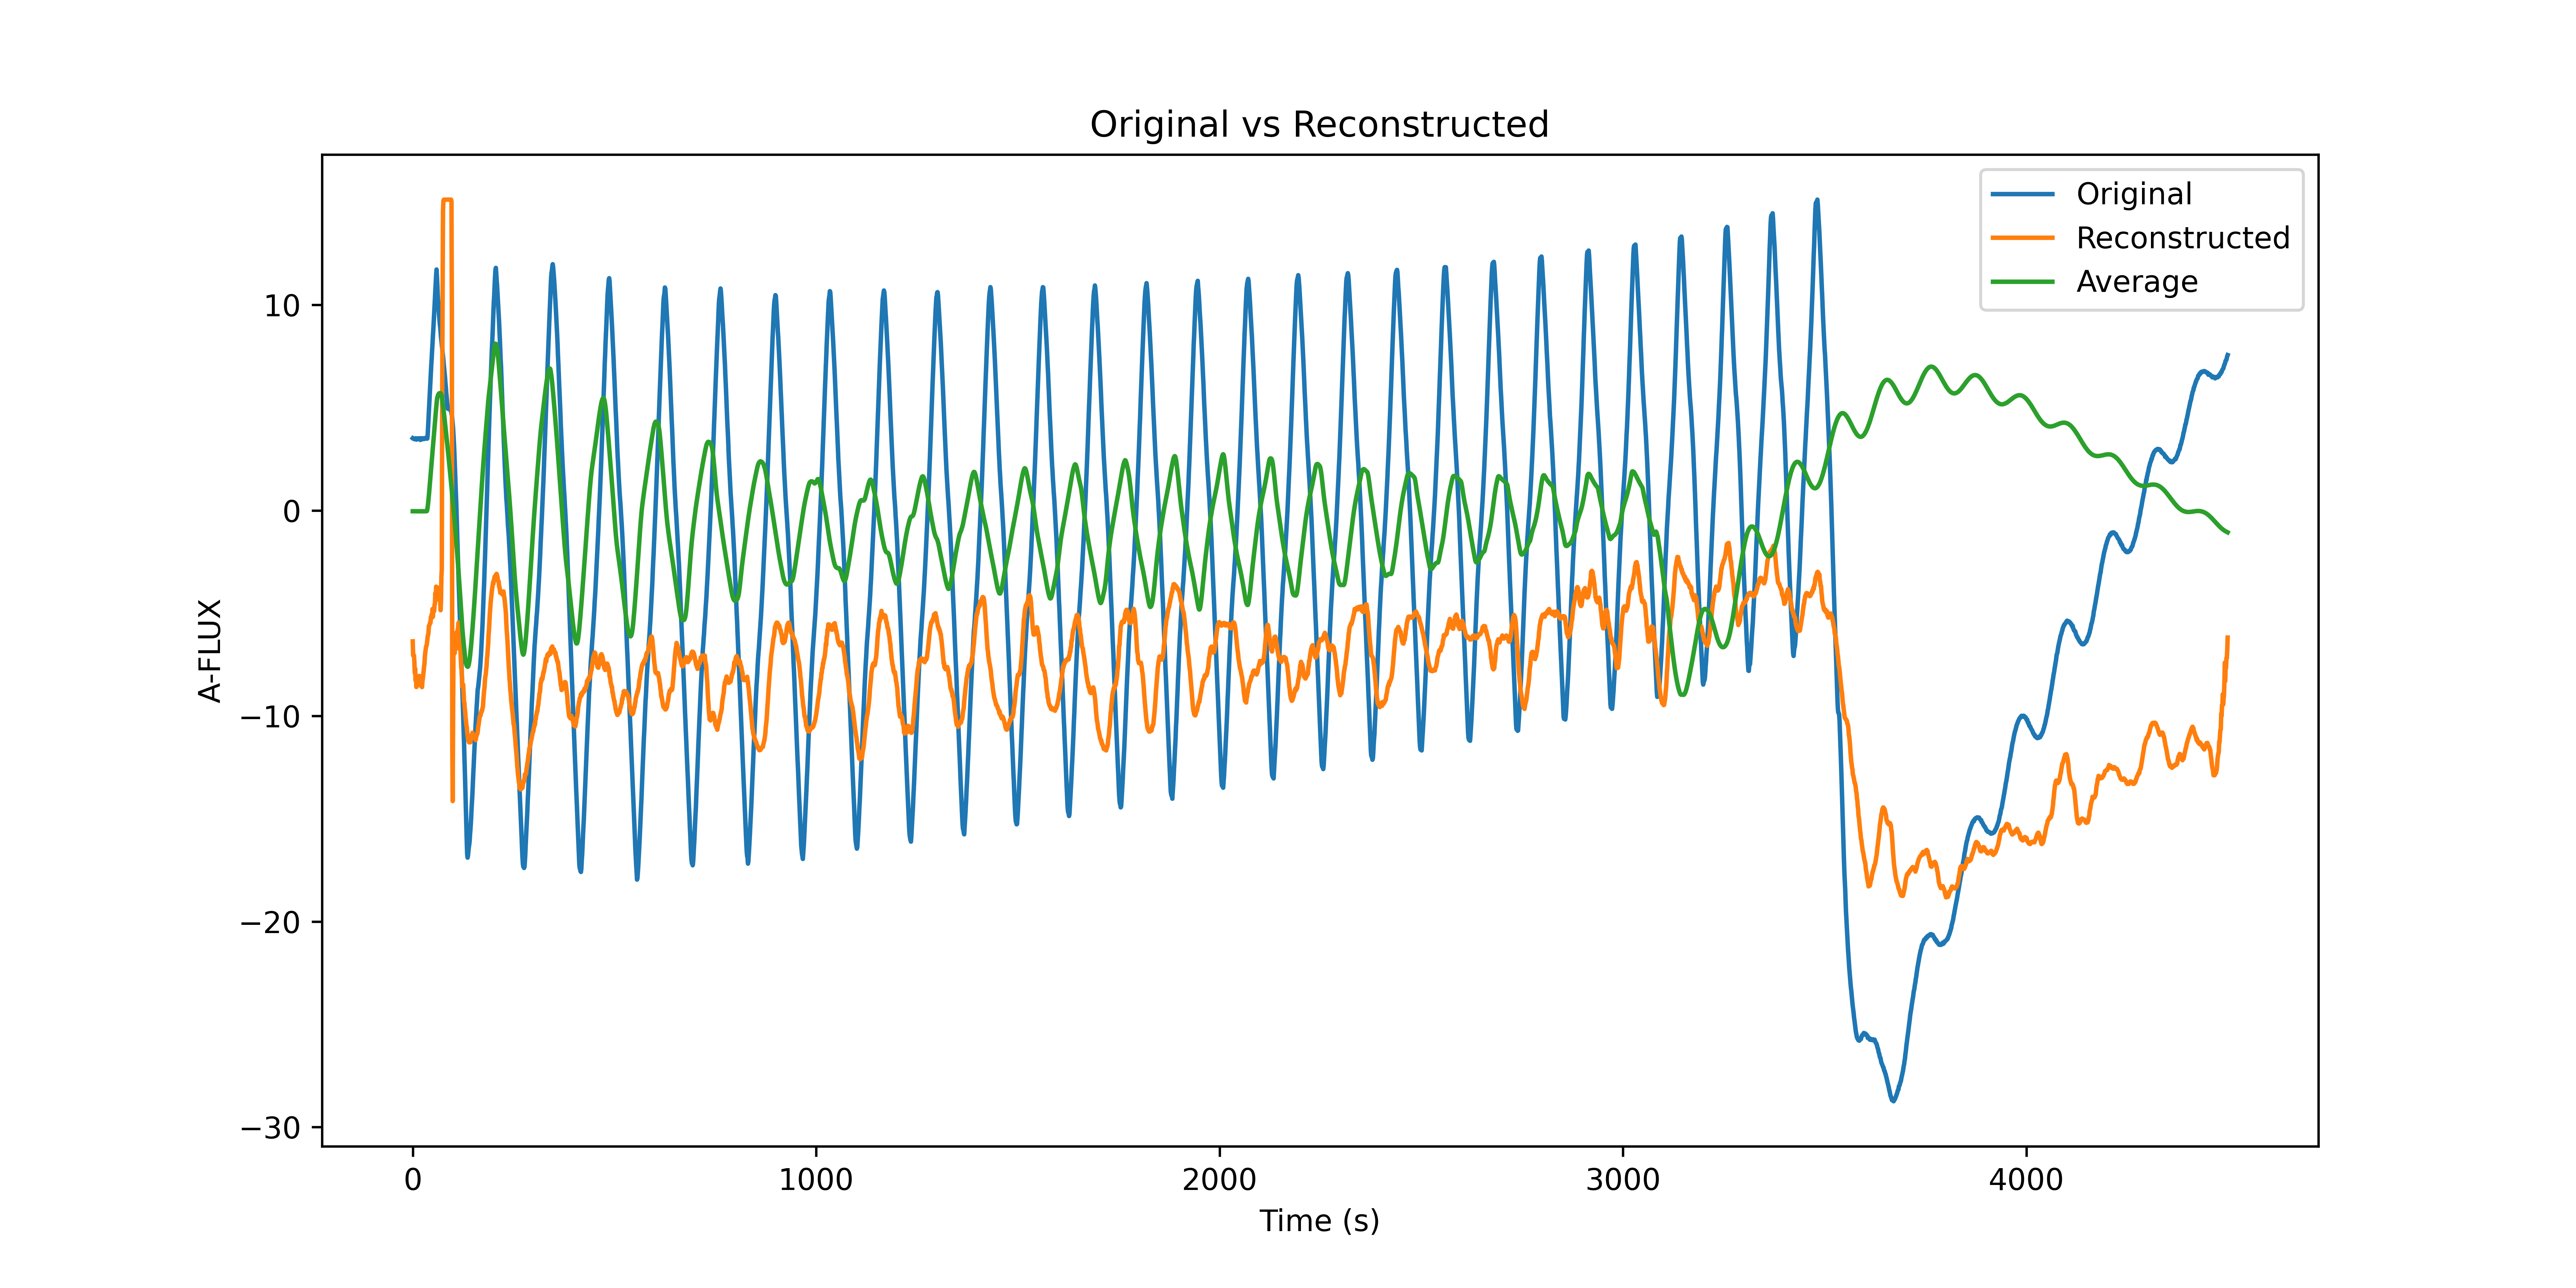 Original vs Reconstructed
Original
Reconstructed
Average
A-FLUX
10
0
−10
−20
−30
0 1000 2000 3000 4000
Time (s)